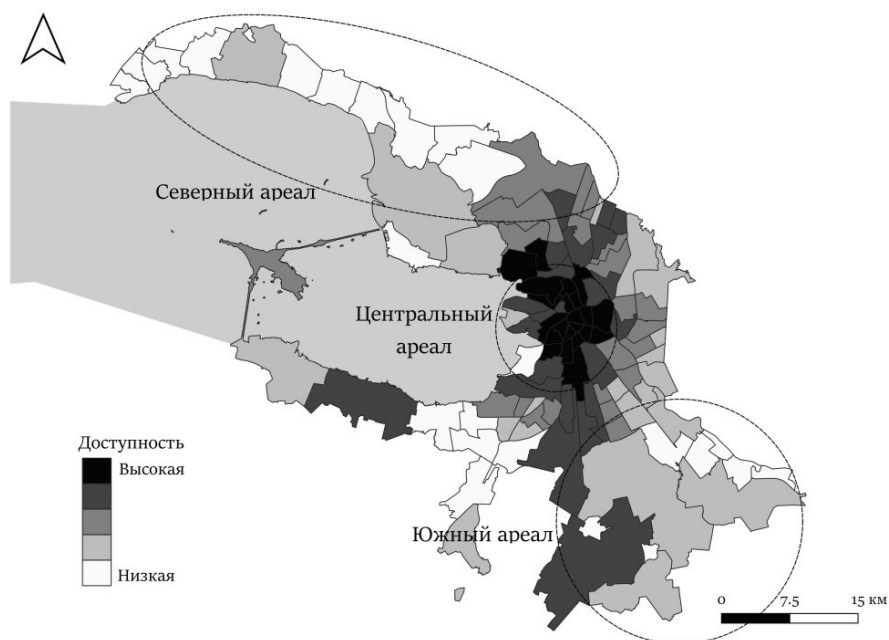 Северный ареал
Центральный
ареал
Доступность
Высокая
Низкая
Южный ареал
0 7.5 15 км